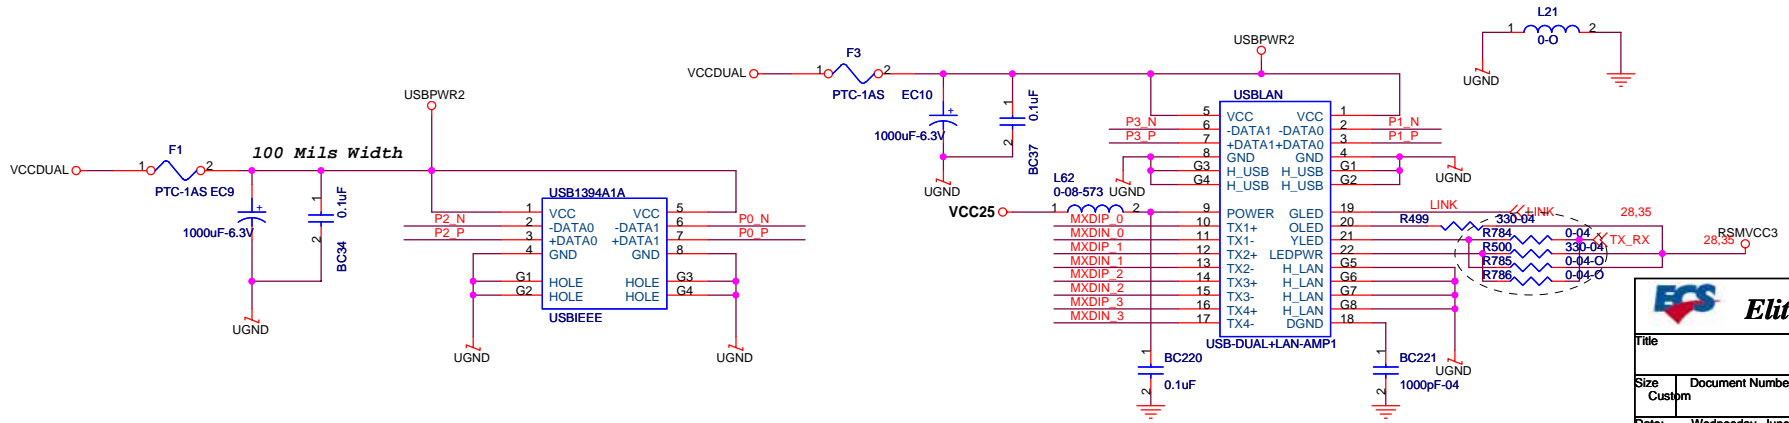 L21
1 2
0-O
UGND
USBPWR2
F3
VCCDUAL 1 2
PTC-1AS
EC10
+
1000uF-6.3V
1
2
0.1uF
BC37
UGND
USBPWR2
F1
VCCDUAL 1 2
100 Mils Width
PTC-1AS EC9
+
1000uF-6.3V
1
2
0.1uF
BC34
UGND
USB1394A1A
1 VCC VCC 5
P2_N 2 -DATA0 -DATA1 6 P0_N
P2_P 3 +DATA0 +DATA1 7 P0_P
4 GND GND 8
G1 HOLE HOLE G3
G2 HOLE HOLE G4
USBIEEE
UGND
UGND
USBLAN
5 VCC VCC 1
P3_N 6 -DATA1 -DATA0 2 P1_N
P3_P 7 +DATA1 +DATA0 3 P1_P
8 GND GND 4
G3 H_USB H_USB G1
G4 H_USB H_USB G2
UGND
UGND
L62
0-08-573
VCC25 1 2
9 POWER GLED 19 LINK LINK 28,35
MXDIP_0 10 TX1+ OLED 20 R499 330-04
MXDIN_0 11 TX1- YLED 21 R784 0-04 TX_RX 28,35
MXDIP_1 12 TX2+ LEDPWR 22 R500 330-04
MXDIN_1 13 TX2- H_LAN G5 R785 0-04-O
MXDIP_2 14 TX3+ H_LAN G6 R786 0-04-O
MXDIN_2 15 TX3- H_LAN G7
MXDIP_3 16 TX4+ H_LAN G8
MXDIN_3 17 TX4- DGND 18
RSMVCC3
USB-DUAL+LAN-AMP1
1
2
BC220
0.1uF
1
2
BC221
1000pF-04
UGND
ECS Elit
Title
Size Document Numbe
Custom